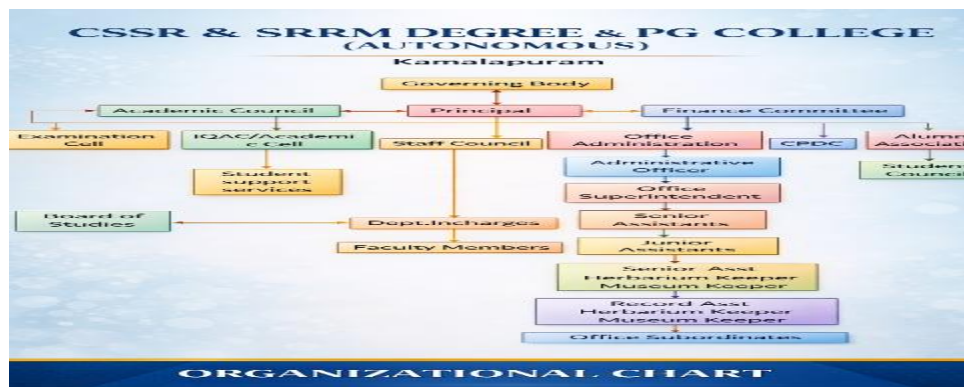 CSSR & SRRM DEGREE & PG COLLEGE
(AUTONOMOUS)
Kamalapuram
Governing Body
Academic Council
Principal
Finance Committee
Examination
Cell
IQAC/Academi
c Cell
Staff Council
Office
Administration
CPDC
Alumn
Associati
Student
support
services
Administrative
Officer
Student
Council
Office
Superintendent
Board of
Studies
Dept.Incharges
Senior
Assistants
Faculty Members
Junior
Assistants
Senior Asst
Herbarium Keeper
Museum Keeper
Record Asst
Herbarium Keeper
Museum Keeper
Office Subordinates
ORGANIZATIONAL CHART